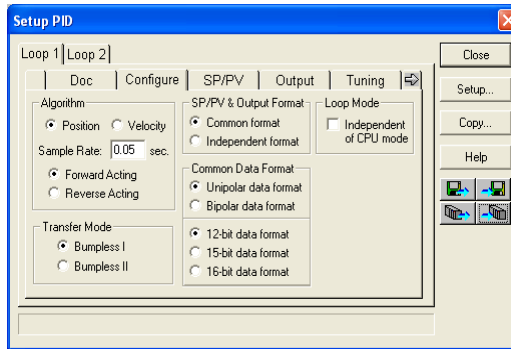 Setup PID
Loop 1 Loop 2
Doc Configure SP/PV Output Tuning
Algorithm
Position Velocity
Sample Rate: 0.05 sec.
Forward Acting
Reverse Acting
Transfer Mode
Bumpless I
Bumpless II
SP/PV & Output Format
Common format
Independent format
Common Data Format
Unipolar data format
Bipolar data format
12-bit data format
15-bit data format
16-bit data format
Loop Mode
Independent
of CPU mode
Close
Setup...
Copy...
Help